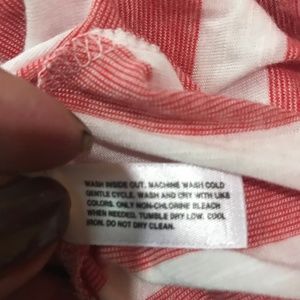 WASH INSIDE OUT. MACHINE WASH COLD
GENTLE CYCLE. WASH AND DRY WITH LIKE
COLORS. ONLY NON-CHLORINE BLEACH
WHEN NEEDED. TUMBLE DRY LOW. COOL
IRON. DO NOT DRY CLEAN.